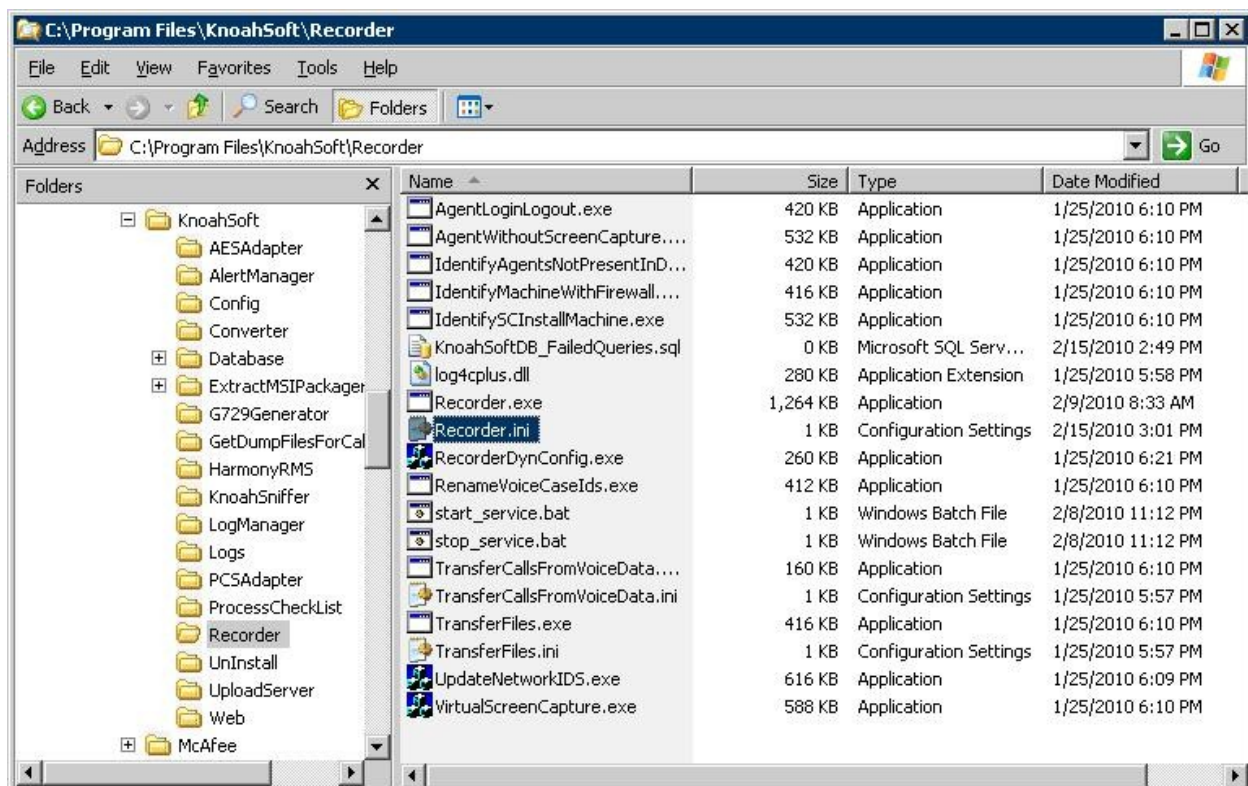 C:\Program Files\KnoahSoft\Recorder
File Edit View Favorites Tools Help
Back Search Folders
Address C:\Program Files\KnoahSoft\Recorder Go
Folders
KnoahSoft
AESAdapter
AlertManager
Config
Converter
Database
ExtractMSIPackager
G729Generator
GetDumpFilesForCal
HarmonyRMS
KnoahSniffer
LogManager
Logs
PCSAdapter
ProcessCheckList
Recorder
UnInstall
UploadServer
Web
McAfee
Name Size Type Date Modified
AgentLoginLogout.exe 420 KB Application 1/25/2010 6:10 PM
AgentWithoutScreenCapture.... 532 KB Application 1/25/2010 6:10 PM
IdentifyAgentsNotPresentInD... 420 KB Application 1/25/2010 6:10 PM
IdentifyMachineWithFirewall.... 416 KB Application 1/25/2010 6:10 PM
IdentifySCInstallMachine.exe 532 KB Application 1/25/2010 6:10 PM
KnoahSoftDB_FailedQueries.sql 0 KB Microsoft SQL Serv... 2/15/2010 2:49 PM
log4cplus.dll 280 KB Application Extension 1/25/2010 5:58 PM
Recorder.exe 1,264 KB Application 2/9/2010 8:33 AM
Recorder.ini 1 KB Configuration Settings 2/15/2010 3:01 PM
RecorderDynConfig.exe 260 KB Application 1/25/2010 6:21 PM
RenameVoiceCaseIds.exe 412 KB Application 1/25/2010 6:10 PM
start_service.bat 1 KB Windows Batch File 2/8/2010 11:12 PM
stop_service.bat 1 KB Windows Batch File 2/8/2010 11:12 PM
TransferCallsFromVoiceData.... 160 KB Application 1/25/2010 6:10 PM
TransferCallsFromVoiceData.ini 1 KB Configuration Settings 1/25/2010 5:57 PM
TransferFiles.exe 416 KB Application 1/25/2010 6:10 PM
TransferFiles.ini 1 KB Configuration Settings 1/25/2010 5:57 PM
UpdateNetworkIDS.exe 616 KB Application 1/25/2010 6:09 PM
VirtualScreenCapture.exe 588 KB Application 1/25/2010 6:10 PM